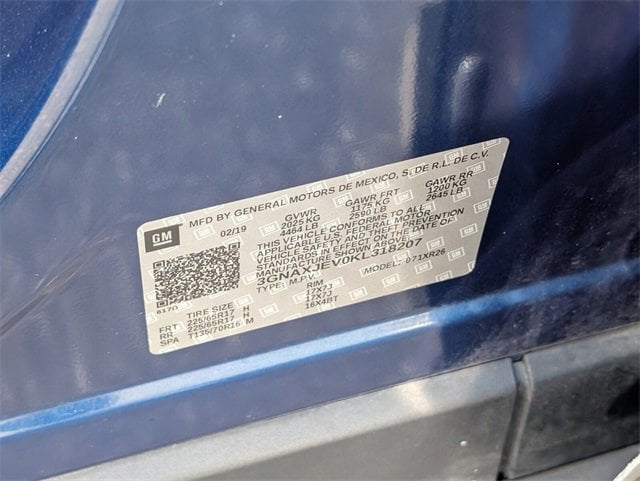 MFD BY GENERAL MOTORS DE MEXICO, S. DE R.L. DE C.V.
GM
02/19
GVWR GAWR FRT GAWR RR
2025 KG 1175 KG 1200 KG
4464 LB 2590 LB 2645 LB
THIS VEHICLE CONFORMS TO ALL
APPLICABLE U.S. FEDERAL MOTOR
VEHICLE SAFETY AND THEFT PREVENTION
STANDARDS IN EFFECT ON THE DATE OF
MANUFACTURE SHOWN ABOVE.
3GNAXJEV0KL318207
TYPE: M.P.V. MODEL: 071XR26
TIRE SIZE RIM
FRT 225/65R17 H 17X7J
RR 225/65R17 H 17X7J
SPA T135/70R16 M 16X4BT